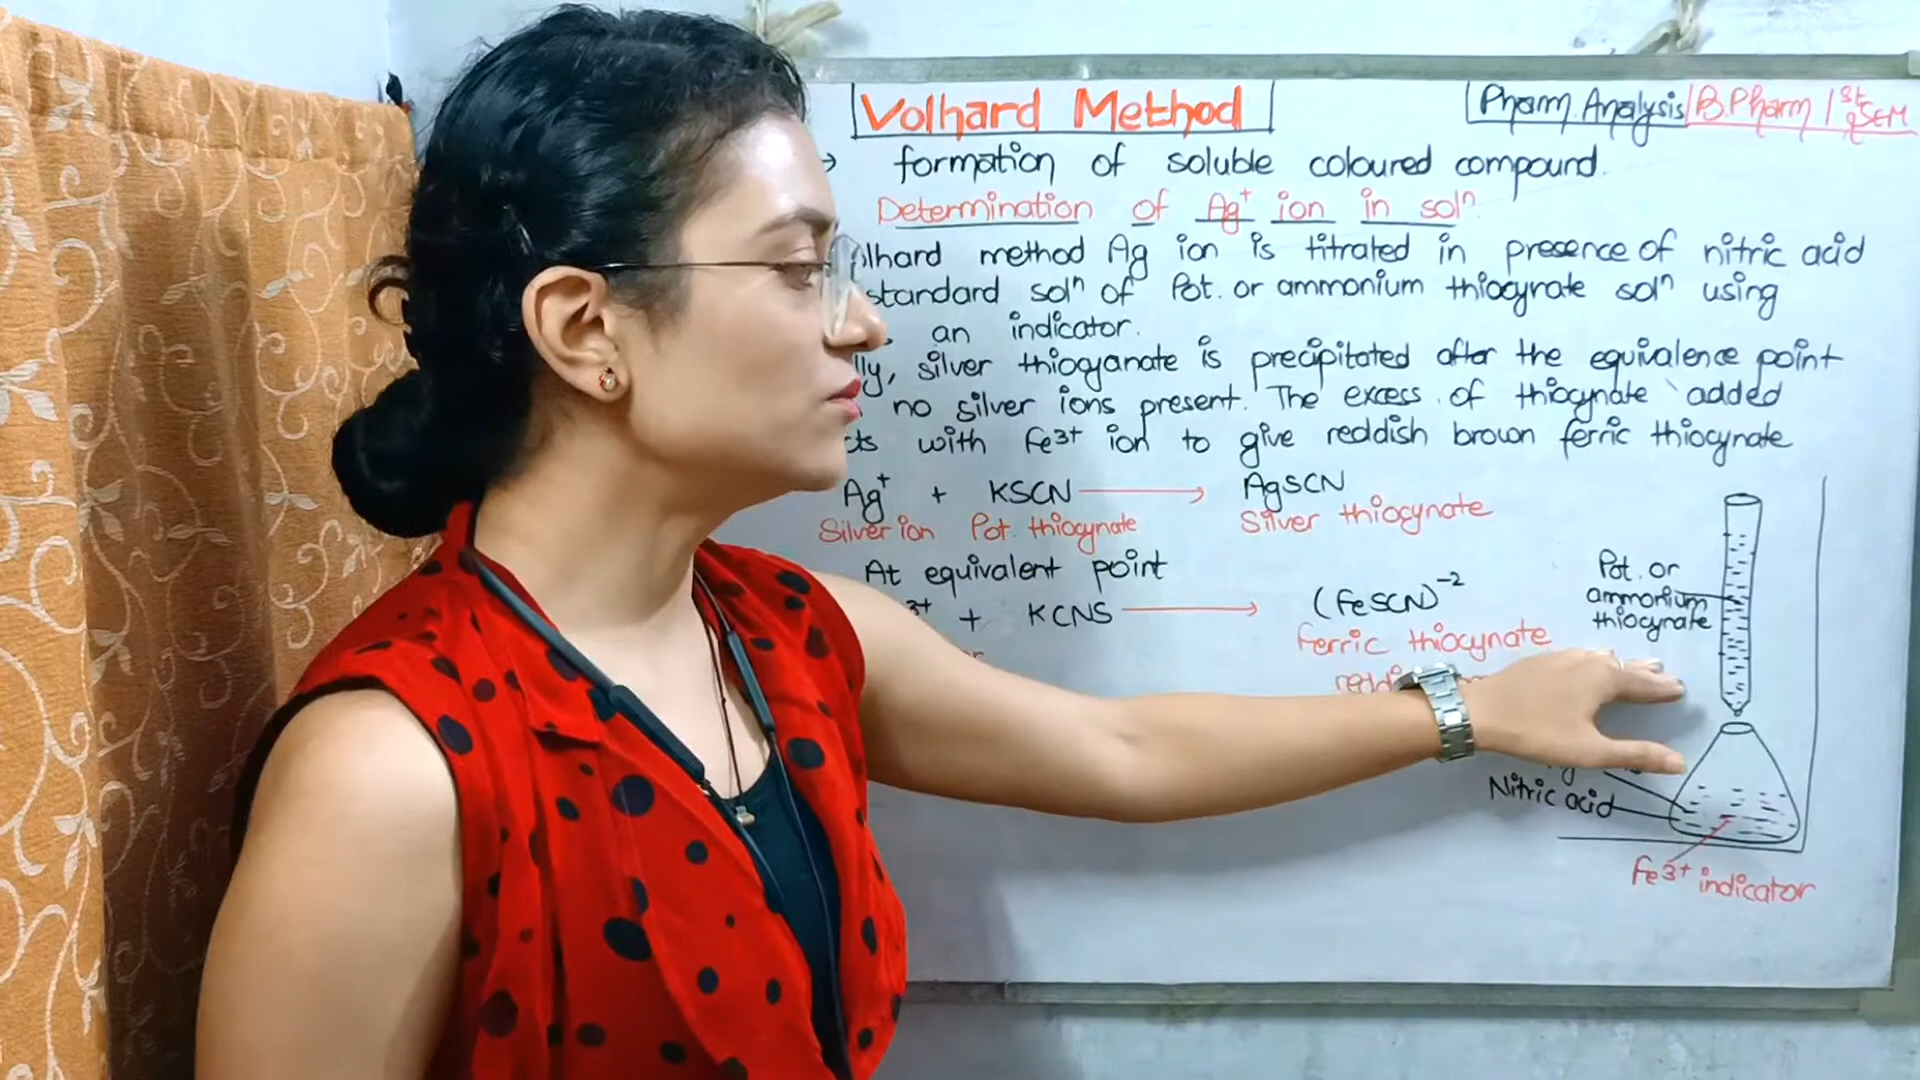 Volhard Method
Pharm. Analysis/B.Pharm/1st SEM
→ formation of soluble coloured compound.
Determination of Ag+ ion in soln.
lhard method Ag ion is titrated in presence of nitric acid
standard soln of Pot. or ammonium thiocynate soln using
an indicator.
lly, silver thiocyanate is precipitated after the equivalence point
no silver ions present. The excess of thiocynate added
cts with Fe3+ ion to give reddish brown ferric thiocynate
Ag+ + KSCN → AgSCN
Silver ion Pot. thiocynate Silver thiocynate
At equivalent point
3+ + KCNS → (FeSCN)-2
ferric thiocynate
Pot. or
ammonium
thiocynate
Nitric acid
Fe3+ indicator